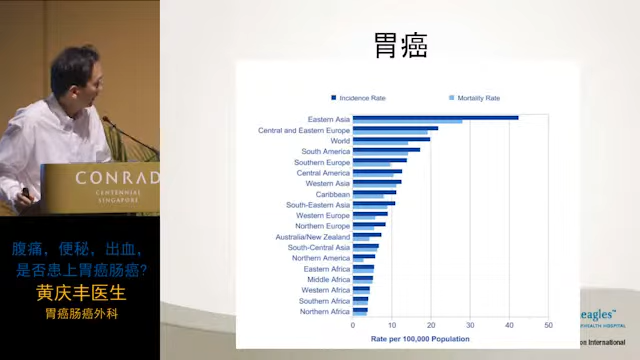 胃癌
Incidence Rate
Mortality Rate
Eastern Asia
Central and Eastern Europe
World
South America
Southern Europe
Central America
Western Asia
Caribbean
South-Eastern Asia
Western Europe
Northern Europe
Australia/New Zealand
South-Central Asia
Northern America
Eastern Africa
Middle Africa
Western Africa
Southern Africa
Northern Africa
0 10 20 30 40 50
Rate per 100,000 Population
CONRAD
CENTENNIAL
SINGAPORE
腹痛，便秘，出血，
是否患上胃癌肠癌?
黄庆丰医生
胃癌肠癌外科
eagles™
HEALTH HOSPITAL
on International